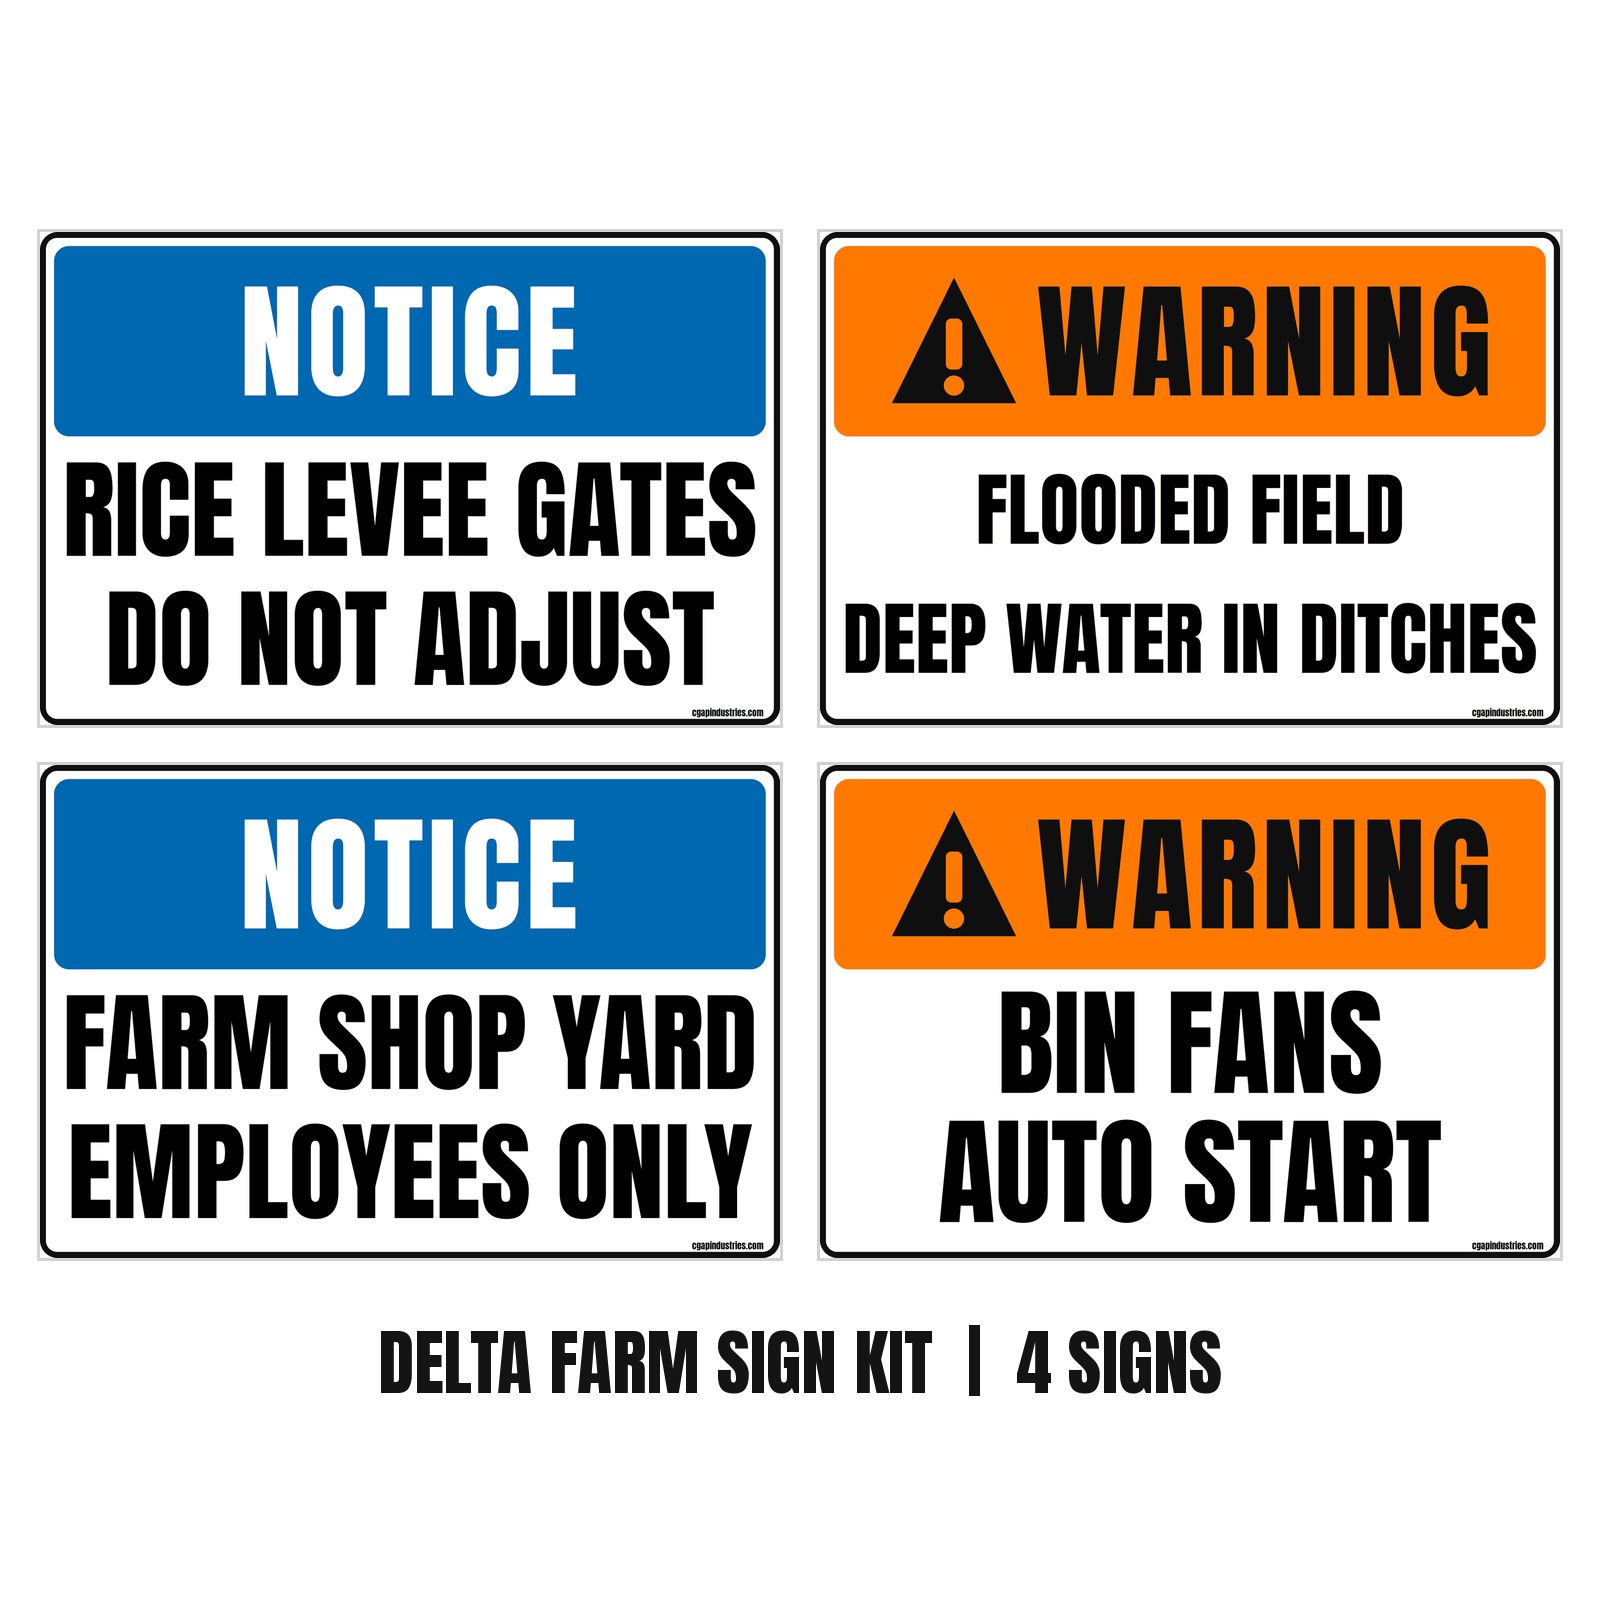 NOTICE
RICE LEVEE GATES
DO NOT ADJUST
cgapindustries.com
WARNING
FLOODED FIELD
DEEP WATER IN DITCHES
cgapindustries.com
NOTICE
FARM SHOP YARD
EMPLOYEES ONLY
cgapindustries.com
WARNING
BIN FANS
AUTO START
cgapindustries.com
DELTA FARM SIGN KIT | 4 SIGNS